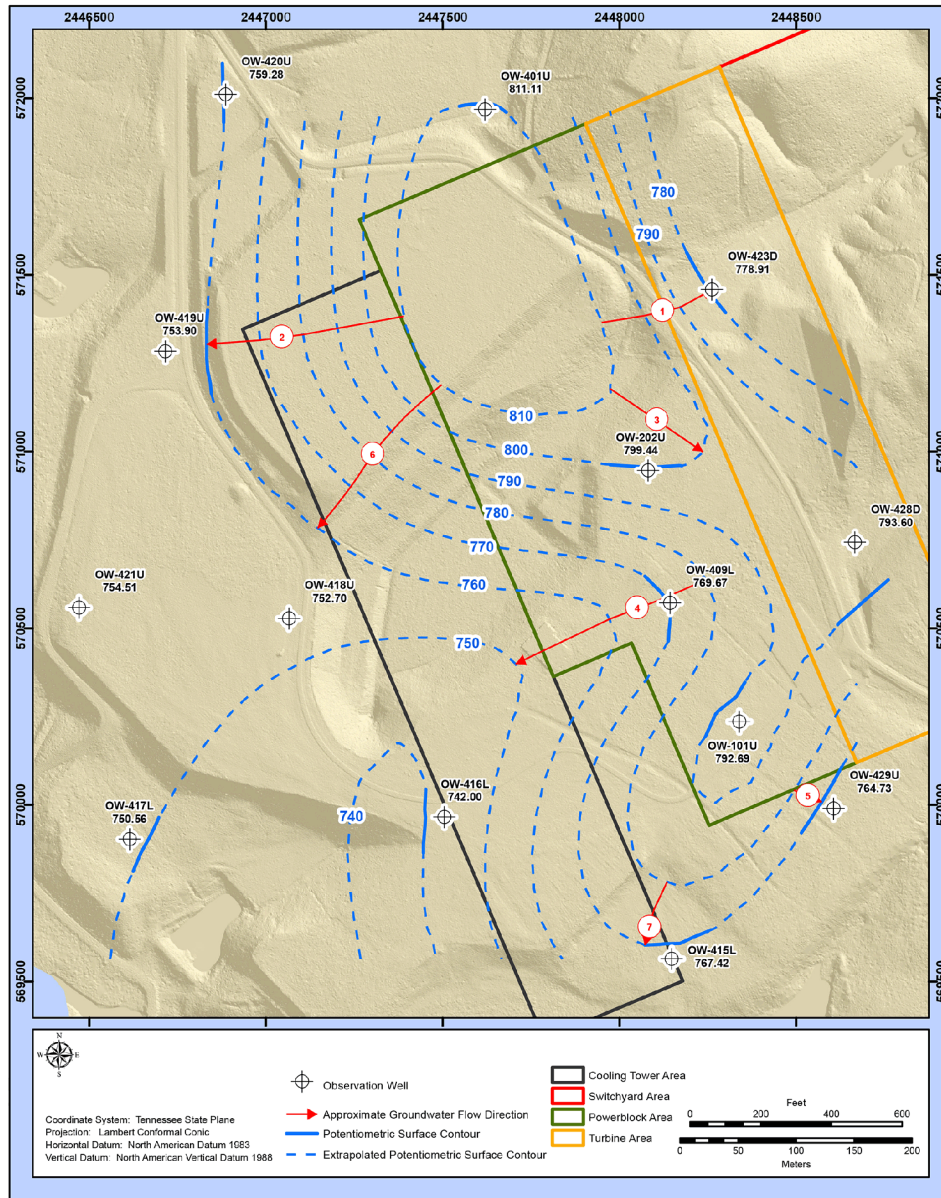 2446500 2447000 2447500 2448000 2448500
OW-420U
759.28
OW-401U
811.11
572000
572000
780
790
OW-423D
778.91
571500
571500
1
OW-419U
753.90
2
810
3
OW-202U
799.44
800
571000
571000
6
790
780
OW-428D
793.60
770
OW-409L
769.67
760
OW-421U
754.51
OW-418U
752.70
4
570500
570500
750
OW-101U
792.69
OW-429U
764.73
OW-416L
742.00
5
570000
570000
OW-417L
750.56
740
7
OW-415L
767.42
569500
569500
N
W E
S
Coordinate System: Tennessee State Plane
Projection: Lambert Conformal Conic
Horizontal Datum: North American Datum 1983
Vertical Datum: North American Vertical Datum 1988
Observation Well
Approximate Groundwater Flow Direction
Potentiometric Surface Contour
Extrapolated Potentiometric Surface Contour
Cooling Tower Area
Switchyard Area
Powerblock Area
Turbine Area
Feet
0 200 400 600
0 50 100 150 200
Meters